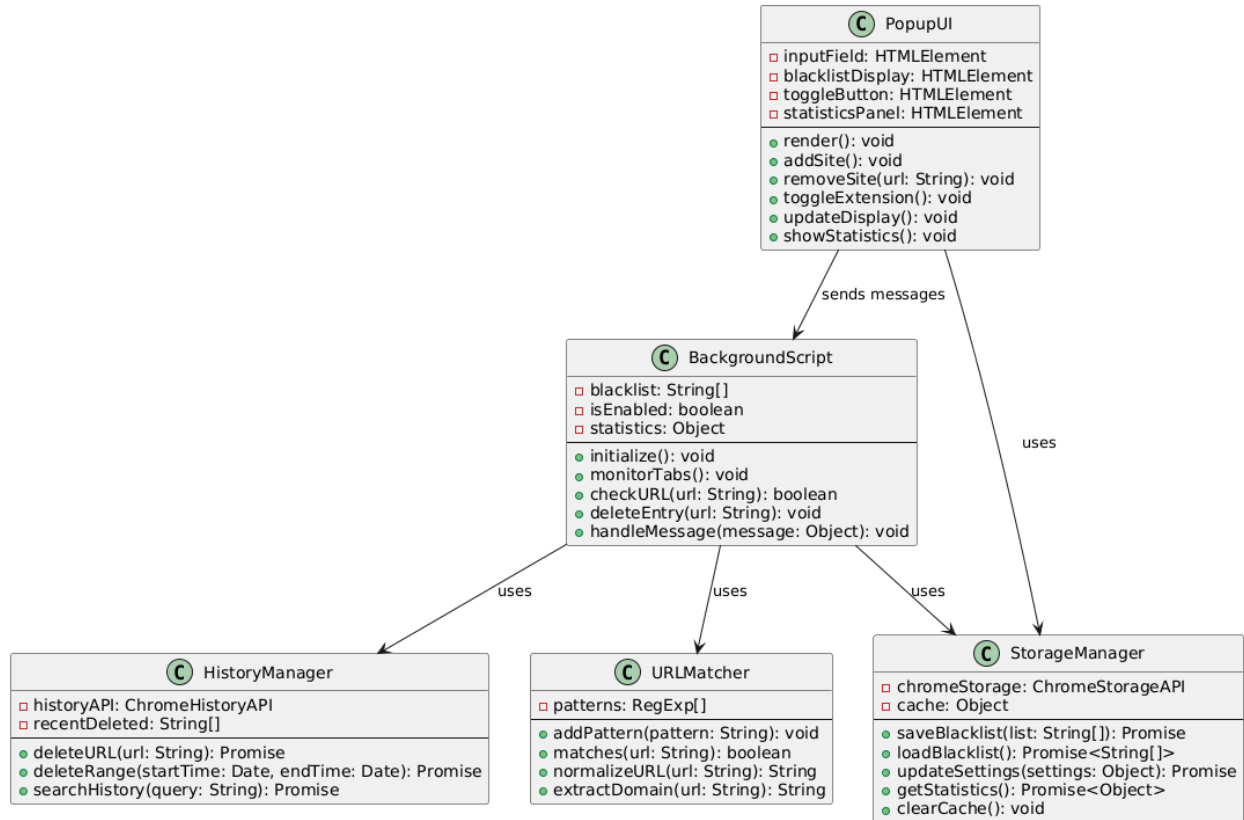 C PopupUI
inputField: HTMLElement
blacklistDisplay: HTMLElement
toggleButton: HTMLElement
statisticsPanel: HTMLElement
render(): void
addSite(): void
removeSite(url: String): void
toggleExtension(): void
updateDisplay(): void
showStatistics(): void
sends messages
uses
C BackgroundScript
blacklist: String[]
isEnabled: boolean
statistics: Object
initialize(): void
monitorTabs(): void
checkURL(url: String): boolean
deleteEntry(url: String): void
handleMessage(message: Object): void
uses
uses
uses
C HistoryManager
historyAPI: ChromeHistoryAPI
recentDeleted: String[]
deleteURL(url: String): Promise
deleteRange(startTime: Date, endTime: Date): Promise
searchHistory(query: String): Promise
C URLMatcher
patterns: RegExp[]
addPattern(pattern: String): void
matches(url: String): boolean
normalizeURL(url: String): String
extractDomain(url: String): String
C StorageManager
chromeStorage: ChromeStorageAPI
cache: Object
saveBlacklist(list: String[]): Promise
loadBlacklist(): Promise<String[]>
updateSettings(settings: Object): Promise
getStatistics(): Promise<Object>
clearCache(): void